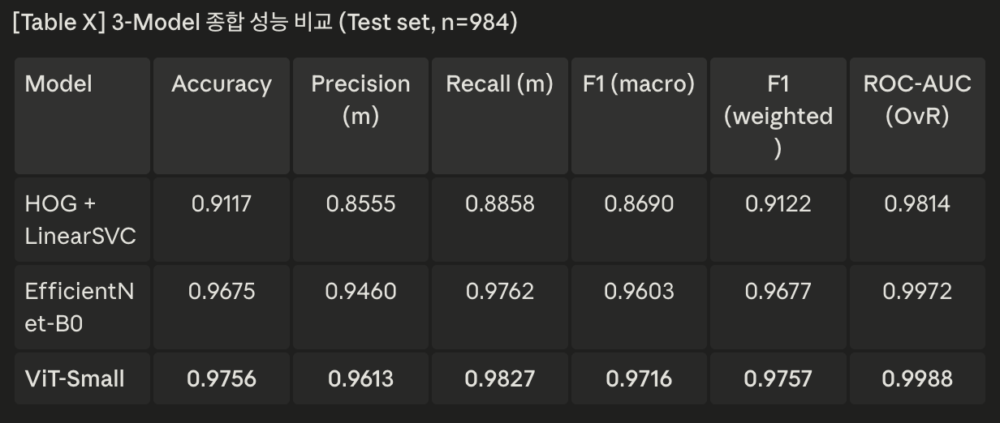 [Table X] 3-Model 종합 성능 비교 (Test set, n=984)
Model Accuracy Precision (m) Recall (m) F1 (macro) F1 (weighted) ROC-AUC (OvR)
HOG + LinearSVC 0.9117 0.8555 0.8858 0.8690 0.9122 0.9814
EfficientNet-B0 0.9675 0.9460 0.9762 0.9603 0.9677 0.9972
ViT-Small 0.9756 0.9613 0.9827 0.9716 0.9757 0.9988